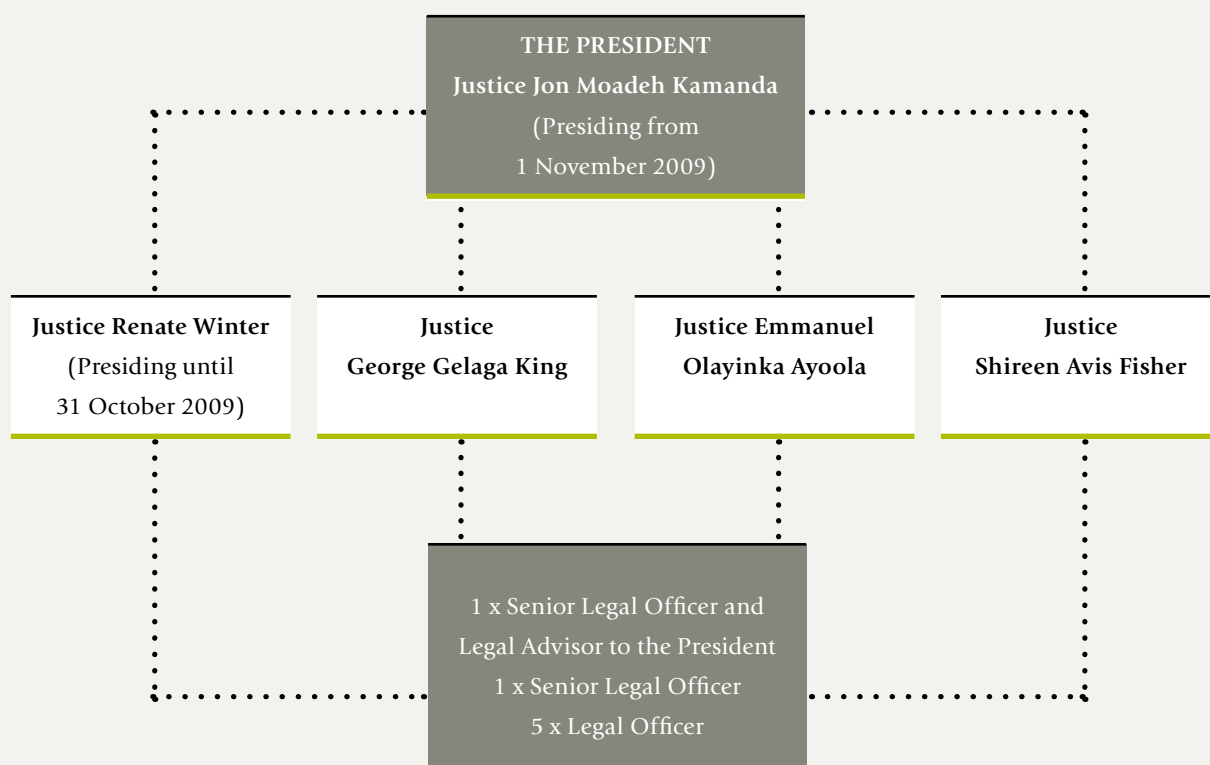 THE PRESIDENT
Justice Jon Moadeh Kamanda
(Presiding from
1 November 2009)
Justice Renate Winter
(Presiding until
31 October 2009)
Justice
George Gelaga King
Justice Emmanuel
Olayinka Ayoola
Justice
Shireen Avis Fisher
1 x Senior Legal Officer and
Legal Advisor to the President
1 x Senior Legal Officer
5 x Legal Officer